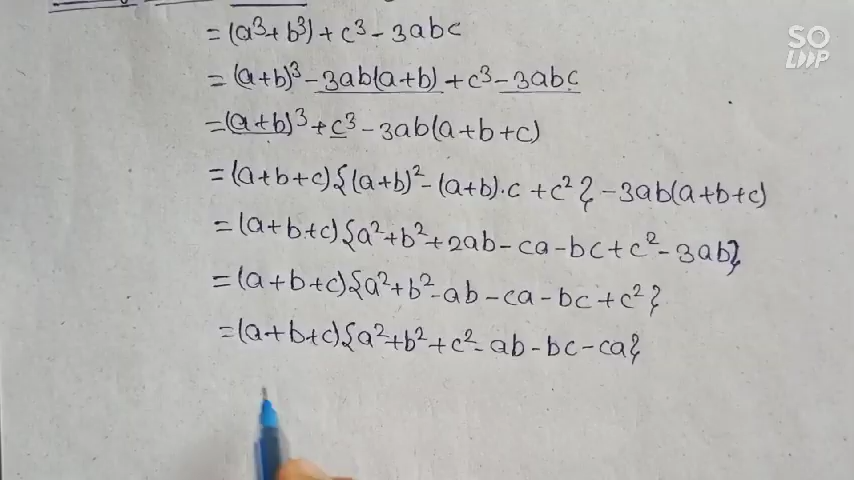 = (a³+b³) + c³ - 3abc
= (a+b)³ - 3ab(a+b) + c³ - 3abc
= (a+b)³ + c³ - 3ab(a+b+c)
= (a+b+c){(a+b)² - (a+b)·c + c²} - 3ab(a+b+c)
= (a+b+c){a²+b²+2ab-ca-bc+c²-3ab}
= (a+b+c){a²+b²-ab-ca-bc+c²}
= (a+b+c){a²+b²+c²-ab-bc-ca}
SO
LOOP